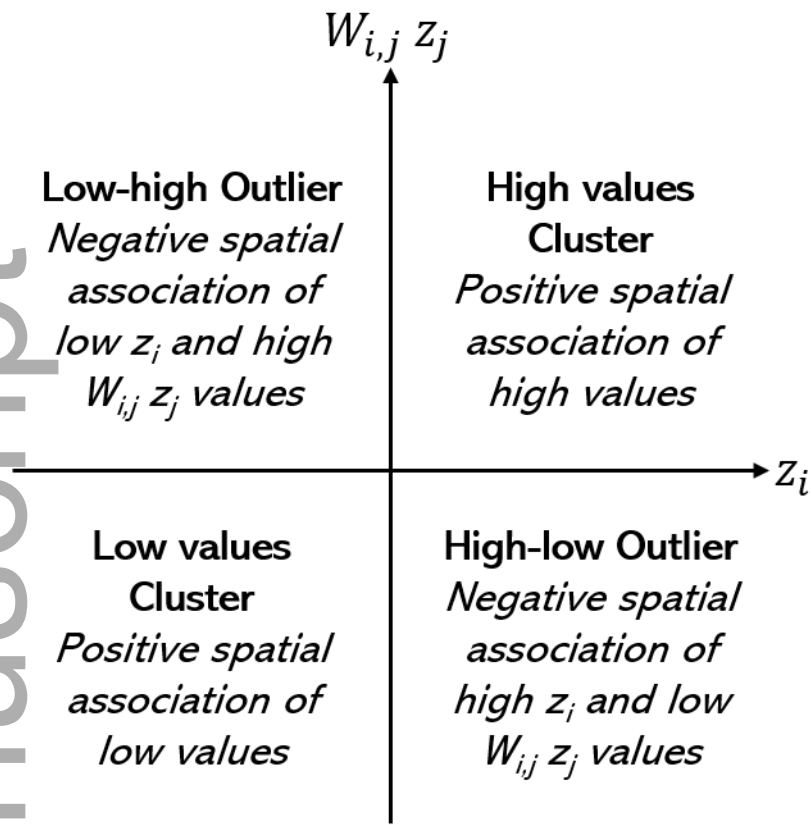 W_{i,j} z_j
Low-high Outlier
Negative spatial
association of
low z_i and high
W_{i,j} z_j values
High values
Cluster
Positive spatial
association of
high values
z_i
Low values
Cluster
Positive spatial
association of
low values
High-low Outlier
Negative spatial
association of
high z_i and low
W_{i,j} z_j values